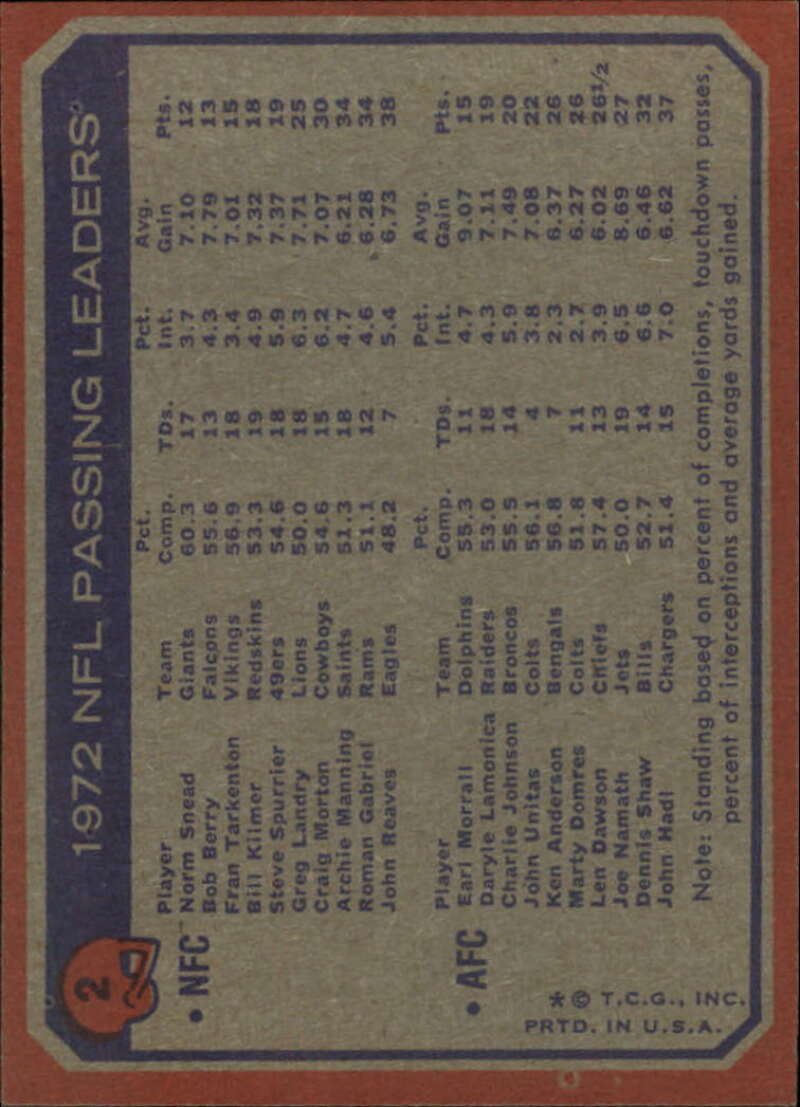 2
1972 NFL PASSING LEADERS
• NFC
Player Team Pct. Comp. TDs. Pct. Int. Avg. Gain Pts.
Norm Snead Giants 60.3 17 3.7 7.10 12
Bob Berry Falcons 55.6 13 4.3 7.79 13
Fran Tarkenton Vikings 56.9 18 3.4 7.01 15
Bill Kilmer Redskins 53.3 19 4.9 7.32 18
Steve Spurrier 49ers 54.6 18 5.9 7.37 19
Greg Landry Lions 50.0 18 6.3 7.71 25
Craig Morton Cowboys 54.6 15 6.2 7.07 30
Archie Manning Saints 51.3 18 4.7 6.21 34
Roman Gabriel Rams 51.1 12 4.6 6.28 34
John Reaves Eagles 48.2 7 5.4 6.73 38
• AFC
Player Team Pct. Comp. TDs. Pct. Int. Avg. Gain Pts.
Earl Morrall Dolphins 55.3 11 4.7 9.07 15
Daryle Lamonica Raiders 53.0 18 4.3 7.11 19
Charlie Johnson Broncos 55.5 14 5.9 7.49 20
John Unitas Colts 56.1 4 3.8 7.08 22
Ken Anderson Bengals 56.8 7 2.3 6.37 26
Marty Domres Colts 51.8 11 2.7 6.27 26
Len Dawson Chiefs 57.4 13 3.9 6.02 26½
Joe Namath Jets 50.0 19 6.5 8.69 27
Dennis Shaw Bills 52.7 14 6.6 6.46 32
John Hadl Chargers 51.4 15 7.0 6.62 37
Note: Standing based on percent of completions, touchdown passes,
percent of interceptions and average yards gained.
* © T.C.G., INC.
PRTD. IN U.S.A.